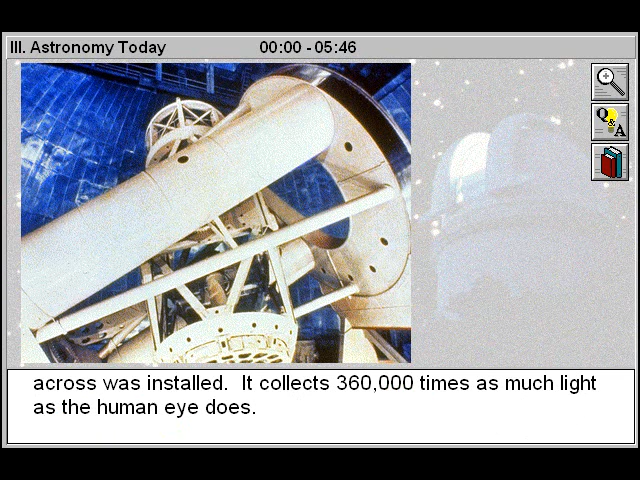 III. Astronomy Today
00:00 - 05:46
Q
&
A
across was installed.  It collects 360,000 times as much light
as the human eye does.